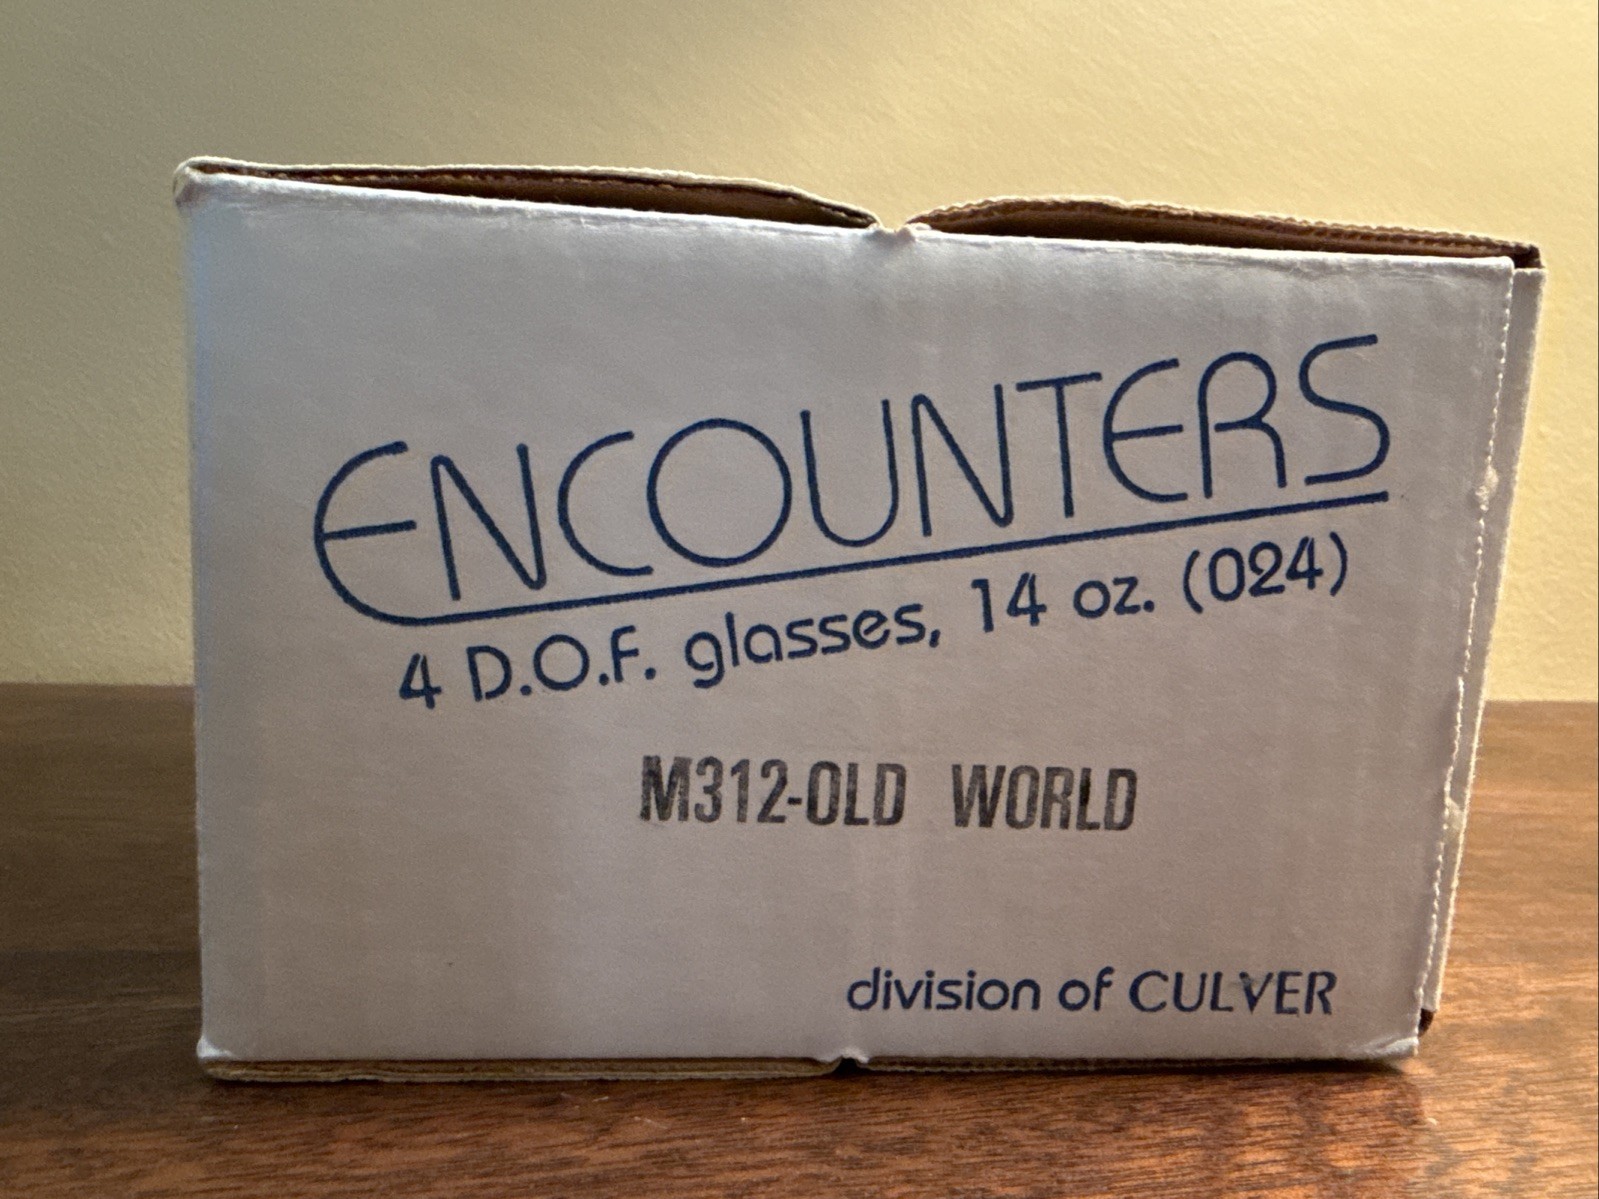 ENCOUNTERS
4 D.O.F. glasses, 14 oz. (024)
M312-OLD WORLD
division of CULVER